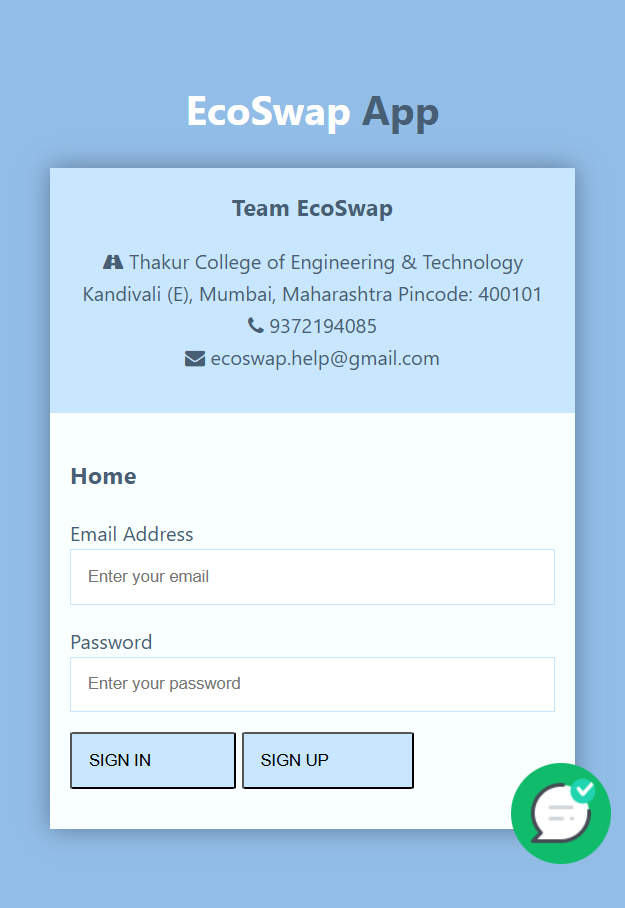 EcoSwap App
Team EcoSwap
Thakur College of Engineering & Technology
Kandivali (E), Mumbai, Maharashtra Pincode: 400101
9372194085
ecoswap.help@gmail.com
Home
Email Address
Enter your email
Password
Enter your password
SIGN IN
SIGN UP